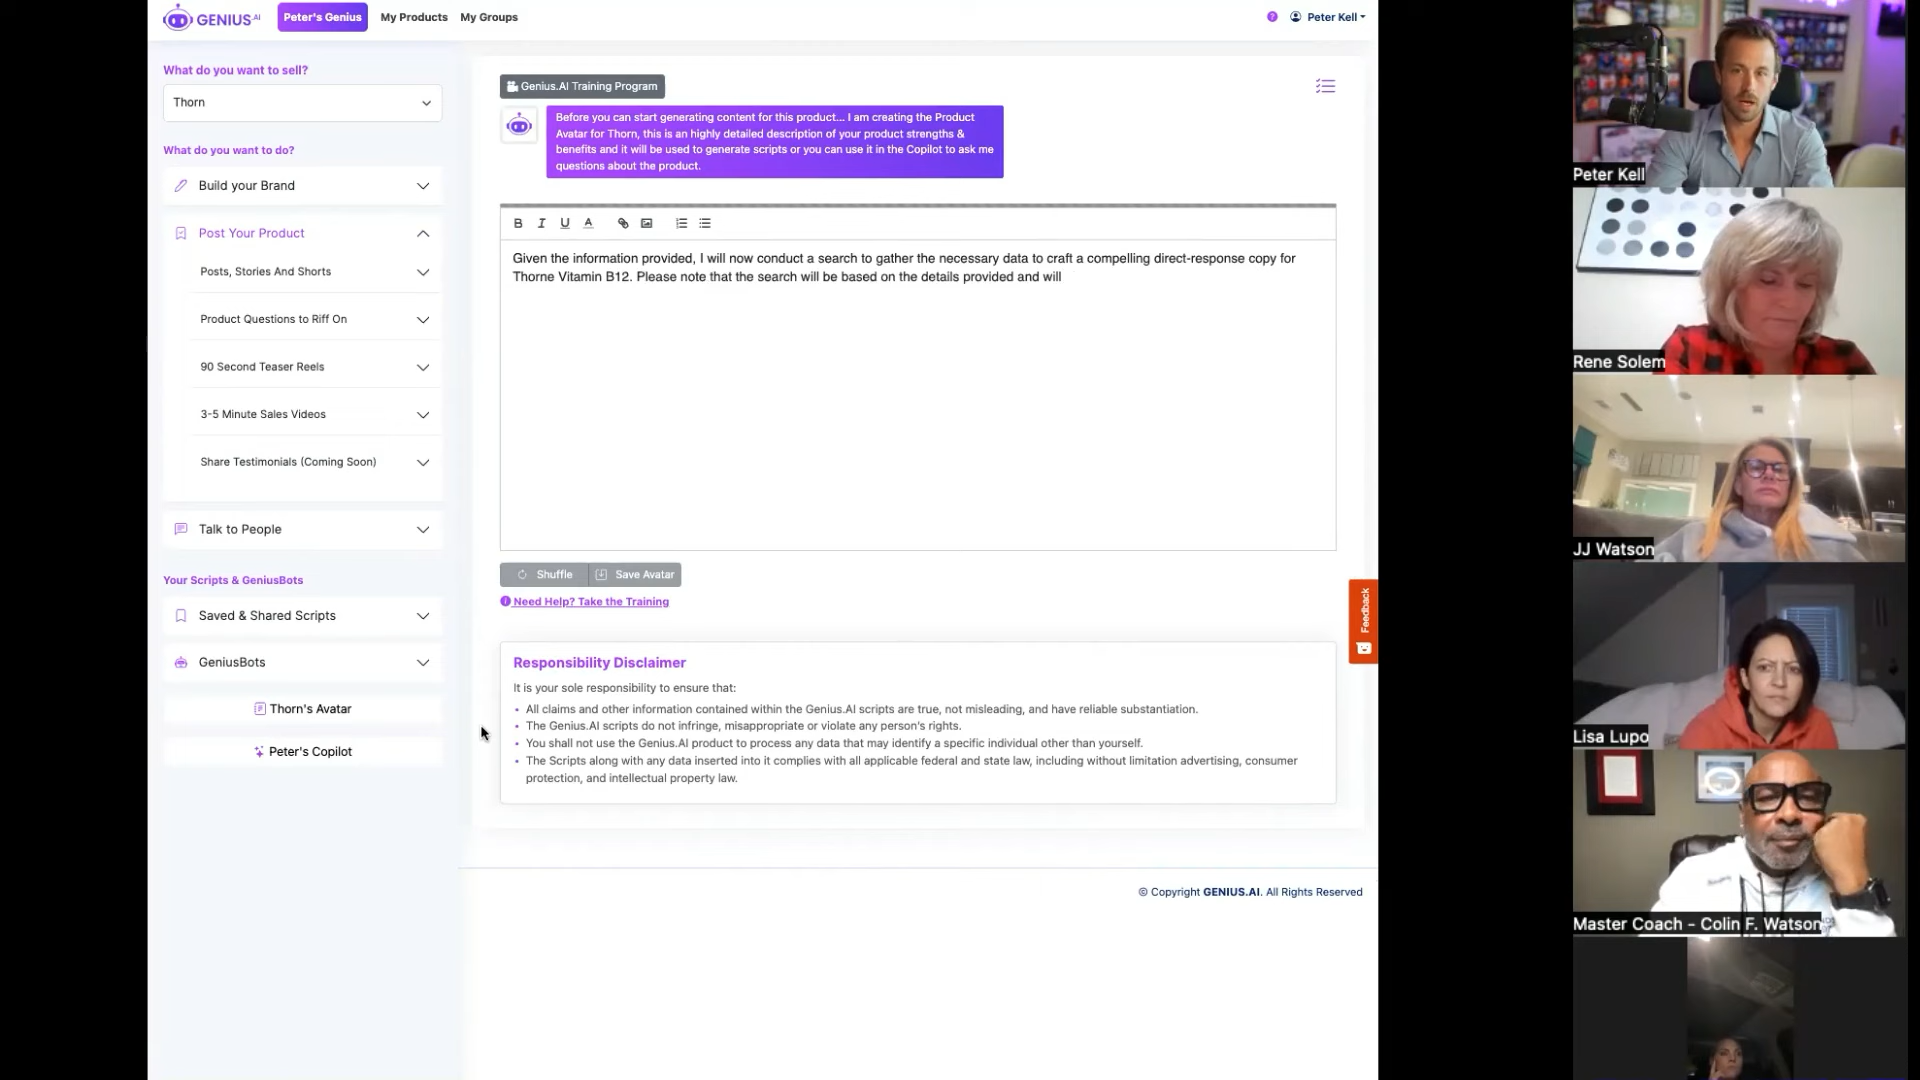 GENIUS.AI
Peter's Genius
My Products
My Groups
?
Peter Kell
What do you want to sell?
Thorn
What do you want to do?
Build your Brand
Post Your Product
Posts, Stories And Shorts
Product Questions to Riff On
90 Second Teaser Reels
3-5 Minute Sales Videos
Share Testimonials (Coming Soon)
Talk to People
Your Scripts & GeniusBots
Saved & Shared Scripts
GeniusBots
Thorn's Avatar
Peter's Copilot
Genius.AI Training Program
Before you can start generating content for this product... I am creating the Product
Avatar for Thorn, this is an highly detailed description of your product strengths &
benefits and it will be used to generate scripts or you can use it in the Copilot to ask me
questions about the product.
B I U A
Given the information provided, I will now conduct a search to gather the necessary data to craft a compelling direct-response copy for
Thorne Vitamin B12. Please note that the search will be based on the details provided and will
Shuffle
Save Avatar
Need Help? Take the Training
Feedback
Responsibility Disclaimer
It is your sole responsibility to ensure that:
• All claims and other information contained within the Genius.AI scripts are true, not misleading, and have reliable substantiation.
• The Genius.AI scripts do not infringe, misappropriate or violate any person's rights.
• You shall not use the Genius.AI product to process any data that may identify a specific individual other than yourself.
• The Scripts along with any data inserted into it complies with all applicable federal and state law, including without limitation advertising, consumer
protection, and intellectual property law.
© Copyright GENIUS.AI. All Rights Reserved
Peter Kell
Rene Solem
JJ Watson
Lisa Lupo
Master Coach - Colin F. Watson